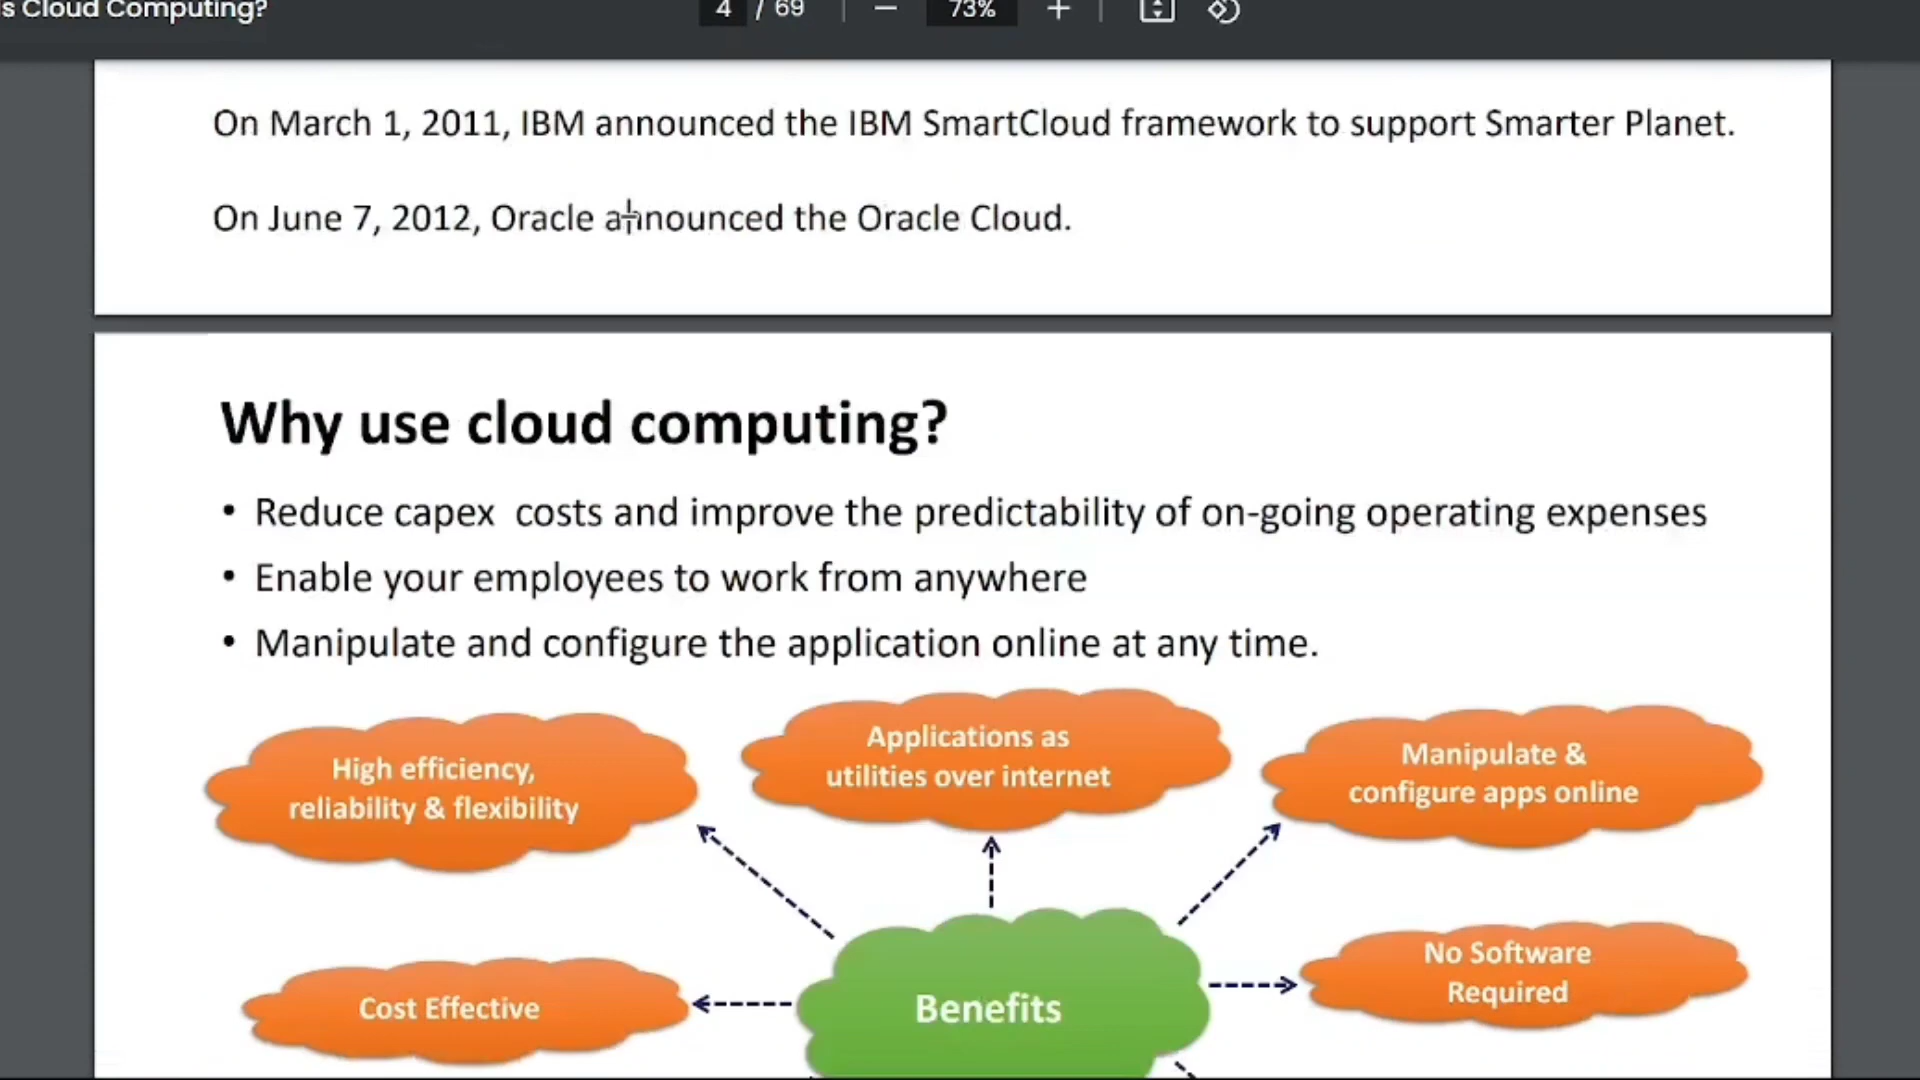 s Cloud Computing?
4 / 69
73%
On March 1, 2011, IBM announced the IBM SmartCloud framework to support Smarter Planet.
On June 7, 2012, Oracle announced the Oracle Cloud.
Why use cloud computing?
• Reduce capex costs and improve the predictability of on-going operating expenses
• Enable your employees to work from anywhere
• Manipulate and configure the application online at any time.
High efficiency,
reliability & flexibility
Applications as
utilities over internet
Manipulate &
configure apps online
Cost Effective
Benefits
No Software
Required